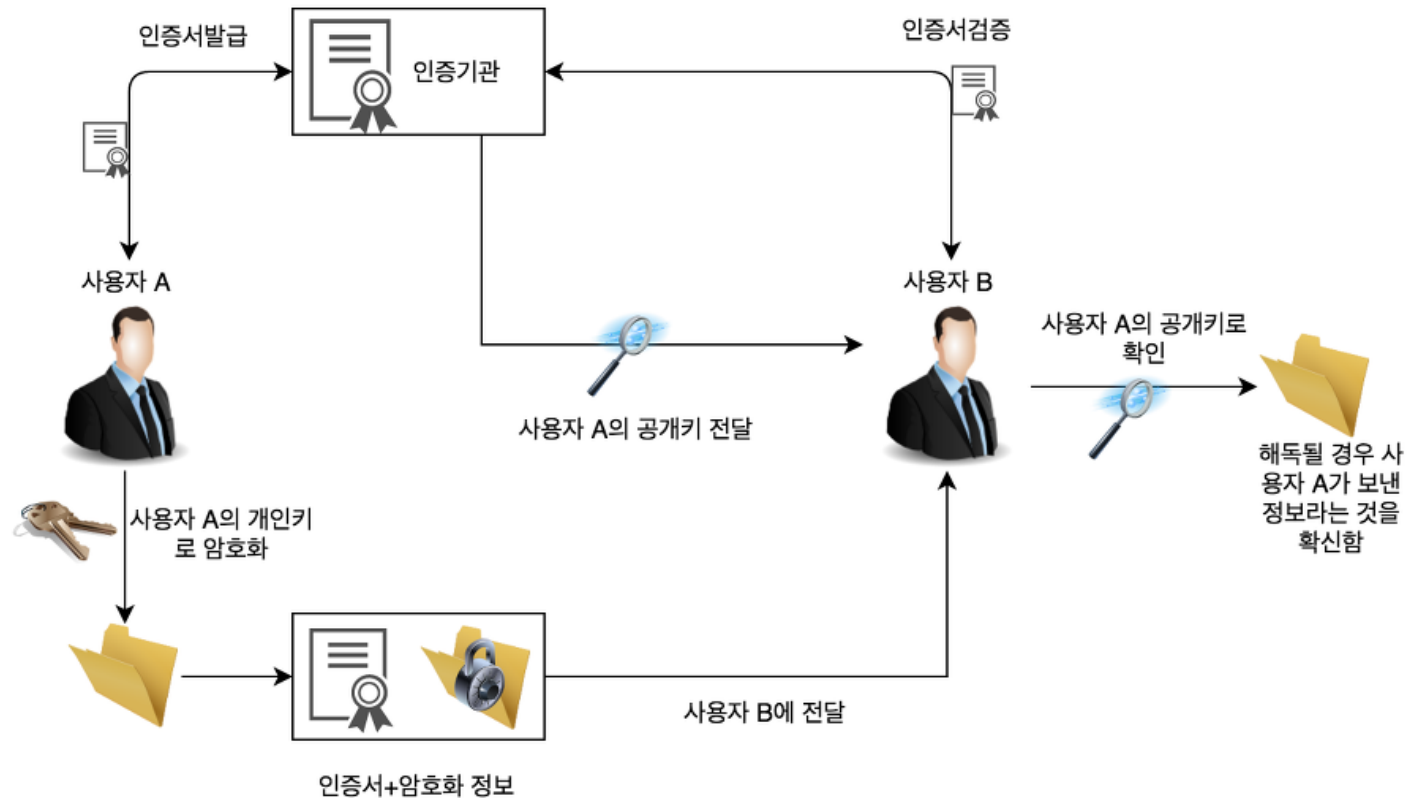 인증서발급
인증기관
인증서검증
사용자 A
사용자 B
사용자 A의 공개키로
확인
사용자 A의 공개키 전달
해독될 경우 사
용자 A가 보낸
정보라는 것을
확신함
사용자 A의 개인키
로 암호화
사용자 B에 전달
인증서+암호화 정보